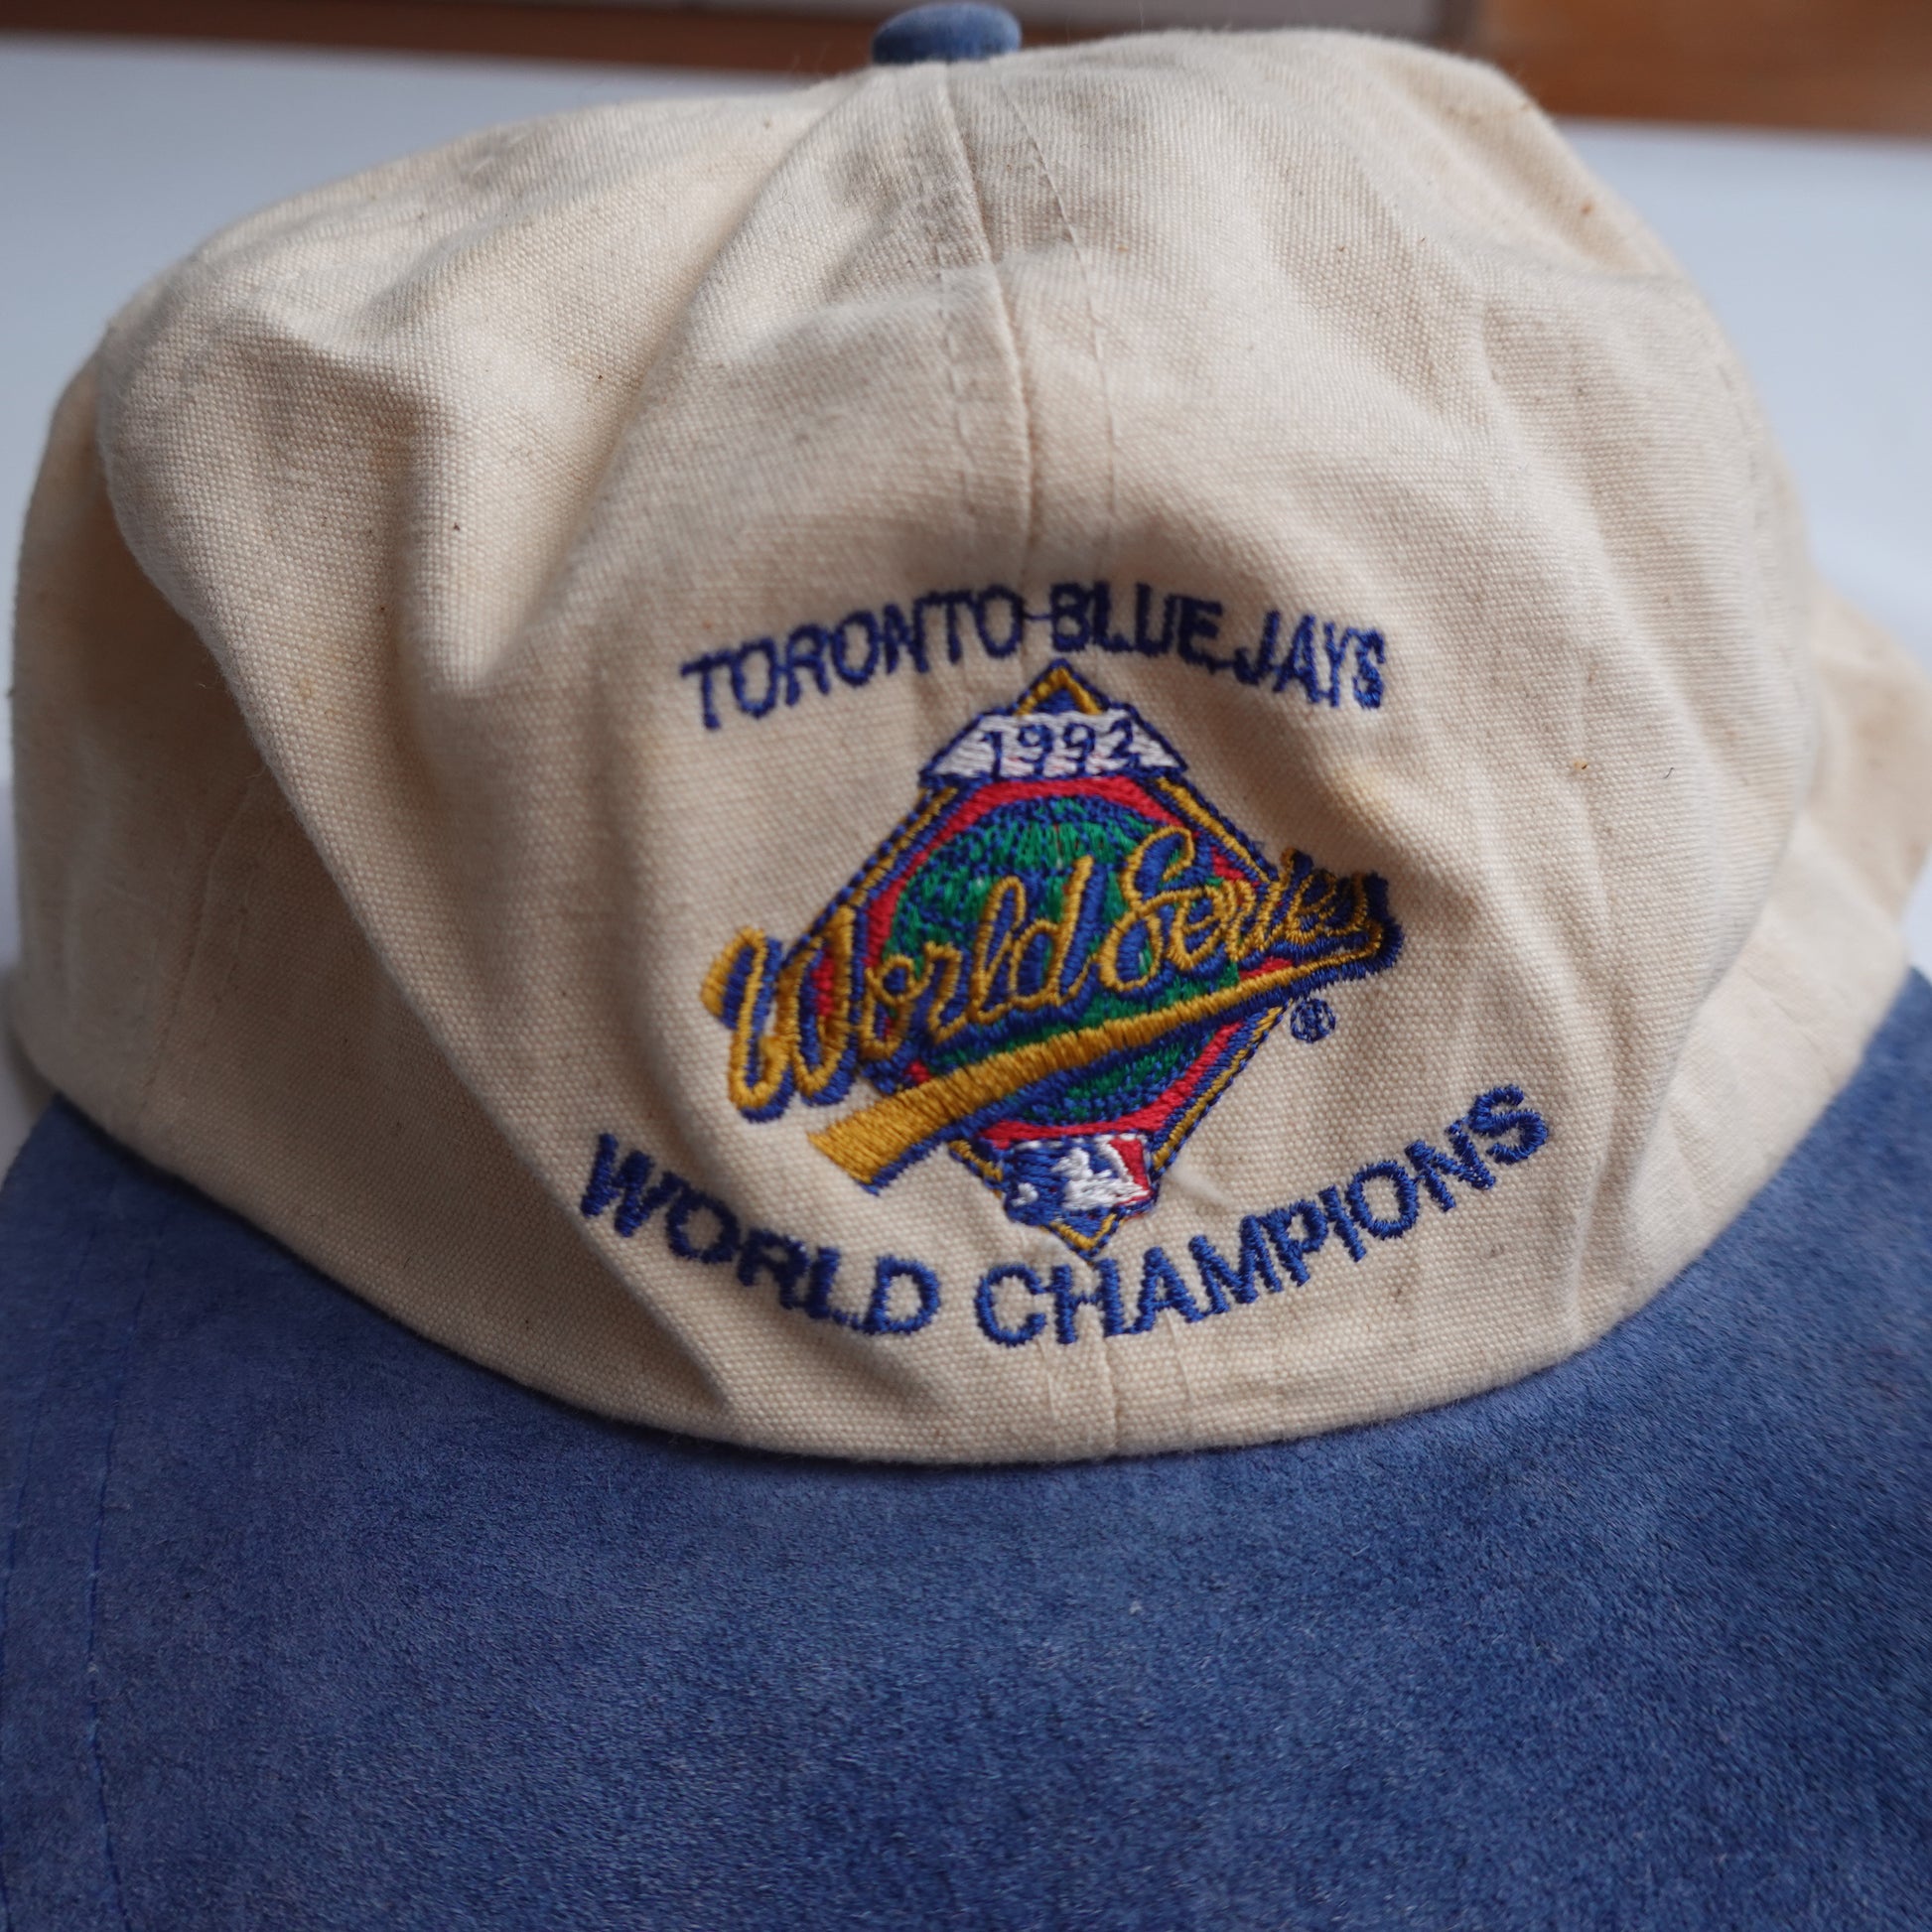 TORONTO BLUE JAYS
1992
World Series
®
WORLD CHAMPIONS